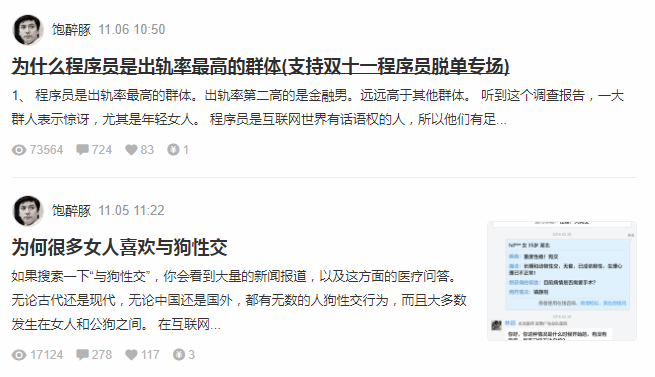 饱醉豚 11.06 10:50
为什么程序员是出轨率最高的群体(支持双十一程序员脱单专场)
1、 程序员是出轨率最高的群体。出轨率第二高的是金融男。远远高于其他群体。 听到这个调查报告，一大
群人表示惊讶，尤其是年轻女人。 程序员是互联网世界有话语权的人，所以他们有足...
73564 724 83 1
饱醉豚 11.05 11:22
为何很多女人喜欢与狗性交
如果搜索一下“与狗性交”，你会看到大量的新闻报道，以及这方面的医疗问答。
无论古代还是现代，无论中国还是国外，都有无数的人狗性交行为，而且大多数
发生在女人和公狗之间。 在互联网...
17124 278 117 3